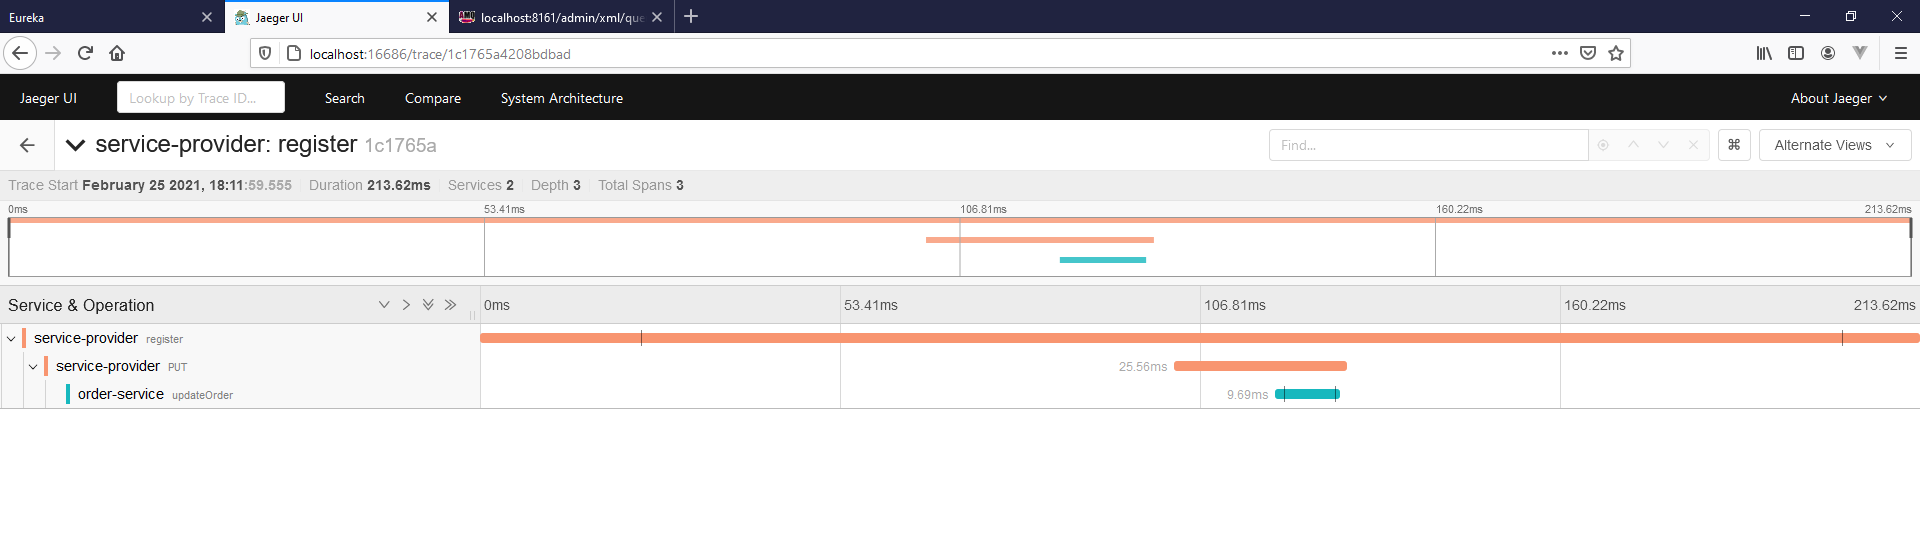 Eureka
Jaeger UI
localhost:8161/admin/xml/que
localhost:16686/trace/1c1765a4208bdbad
Jaeger UI Lookup by Trace ID... Search Compare System Architecture About Jaeger
service-provider: register 1c1765a Find... ⌘ Alternate Views
Trace Start February 25 2021, 18:11:59.555 Duration 213.62ms Services 2 Depth 3 Total Spans 3
0ms 53.41ms 106.81ms 160.22ms 213.62ms
Service & Operation 0ms 53.41ms 106.81ms 160.22ms 213.62ms
service-provider register
service-provider PUT 25.56ms
order-service updateOrder 9.69ms